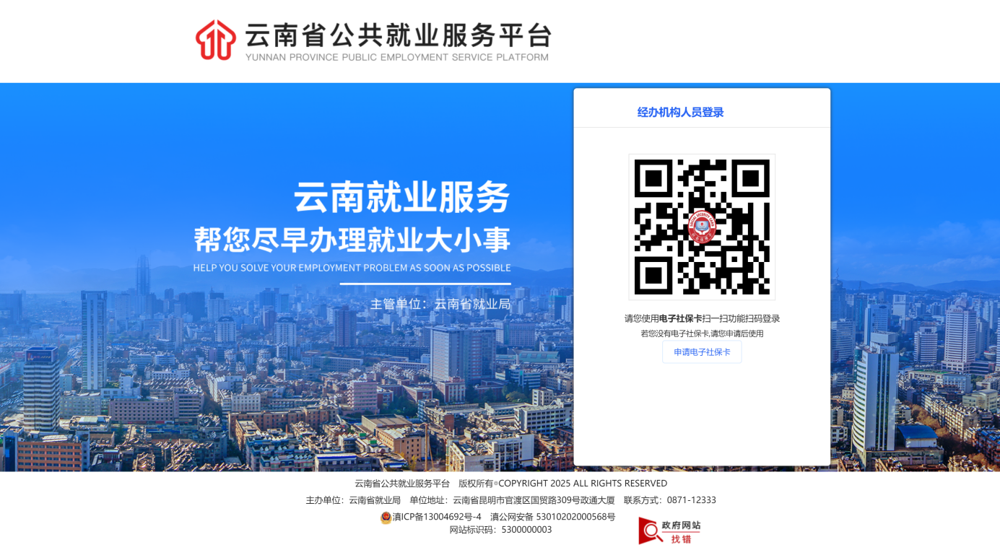 云南省公共就业服务平台
YUNNAN PROVINCE PUBLIC EMPLOYMENT SERVICE PLATFORM
经办机构人员登录
云南就业服务
帮您尽早办理就业大小事
HELP YOU SOLVE YOUR EMPLOYMENT PROBLEM AS SOON AS POSSIBLE
主管单位：云南省就业局
请您使用电子社保卡扫一扫功能扫码登录
若您没有电子社保卡,请您申请后使用
申请电子社保卡
云南省公共就业服务平台 版权所有©COPYRIGHT 2025 ALL RIGHTS RESERVED
主办单位：云南省就业局 单位地址：云南省昆明市官渡区国贸路309号政通大厦 联系方式：0871-12333
滇ICP备13004692号-4 滇公网安备 53010202000568号
网站标识码：5300000003
政府网站
找错